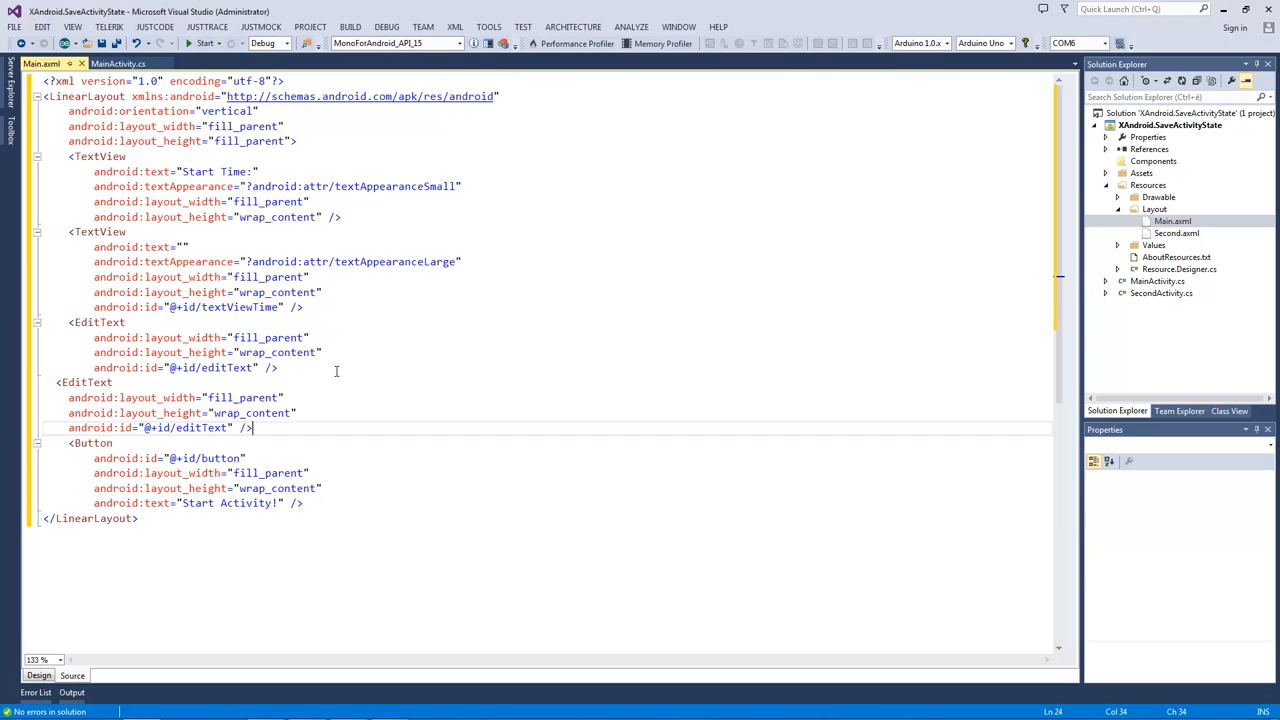 XAndroid.SaveActivityState - Microsoft Visual Studio (Administrator)
Quick Launch (Ctrl+Q)
FILE EDIT VIEW TELERIK JUSTCODE JUSTTRACE JUSTMOCK PROJECT BUILD DEBUG TEAM XML TOOLS TEST ARCHITECTURE ANALYZE WINDOW HELP
Sign in
Start Debug MonoForAndroid_API_15 Performance Profiler Memory Profiler Arduino 1.0.x Arduino Uno COM6
Server Explorer
Toolbox
Main.axml MainActivity.cs
<?xml version="1.0" encoding="utf-8"?>
<LinearLayout xmlns:android="http://schemas.android.com/apk/res/android"
android:orientation="vertical"
android:layout_width="fill_parent"
android:layout_height="fill_parent">
<TextView
android:text="Start Time:"
android:textAppearance="?android:attr/textAppearanceSmall"
android:layout_width="fill_parent"
android:layout_height="wrap_content" />
<TextView
android:text=""
android:textAppearance="?android:attr/textAppearanceLarge"
android:layout_width="fill_parent"
android:layout_height="wrap_content"
android:id="@+id/textViewTime" />
<EditText
android:layout_width="fill_parent"
android:layout_height="wrap_content"
android:id="@+id/editText" />
<EditText
android:layout_width="fill_parent"
android:layout_height="wrap_content"
android:id="@+id/editText" />
<Button
android:id="@+id/button"
android:layout_width="fill_parent"
android:layout_height="wrap_content"
android:text="Start Activity!" />
</LinearLayout>
133 %
Design Source
Error List Output
No errors in solution
Ln 24 Col 34 Ch 34 INS
Solution Explorer
Search Solution Explorer (Ctrl+č)
Solution 'XAndroid.SaveActivityState' (1 project)
XAndroid.SaveActivityState
Properties
References
Components
Assets
Resources
Drawable
Layout
Main.axml
Second.axml
Values
AboutResources.txt
Resource.Designer.cs
MainActivity.cs
SecondActivity.cs
Solution Explorer Team Explorer Class View
Properties